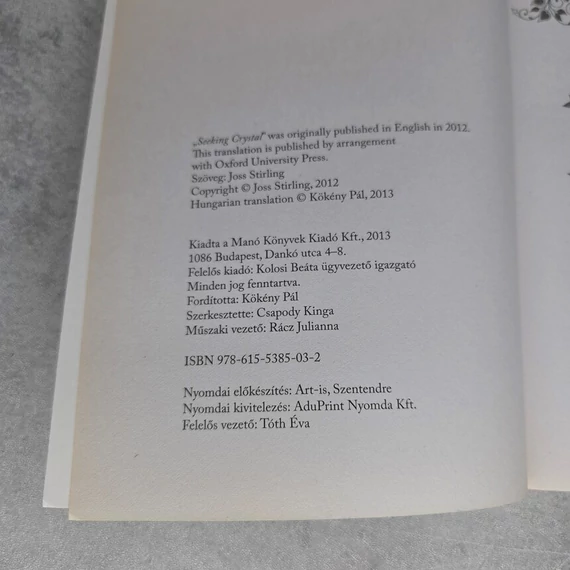 „Seeking Crystal" was originally published in English in 2012.
This translation is published by arrangement
with Oxford University Press.
Szöveg: Joss Stirling
Copyright © Joss Stirling, 2012
Hungarian translation © Kökény Pál, 2013
Kiadta a Manó Könyvek Kiadó Kft., 2013
1086 Budapest, Dankó utca 4–8.
Felelős kiadó: Kolosi Beáta ügyvezető igazgató
Minden jog fenntartva.
Fordította: Kökény Pál
Szerkesztette: Csapody Kinga
Műszaki vezető: Rácz Julianna
ISBN 978-615-5385-03-2
Nyomdai előkészítés: Art-is, Szentendre
Nyomdai kivitelezés: AduPrint Nyomda Kft.
Felelős vezető: Tóth Éva